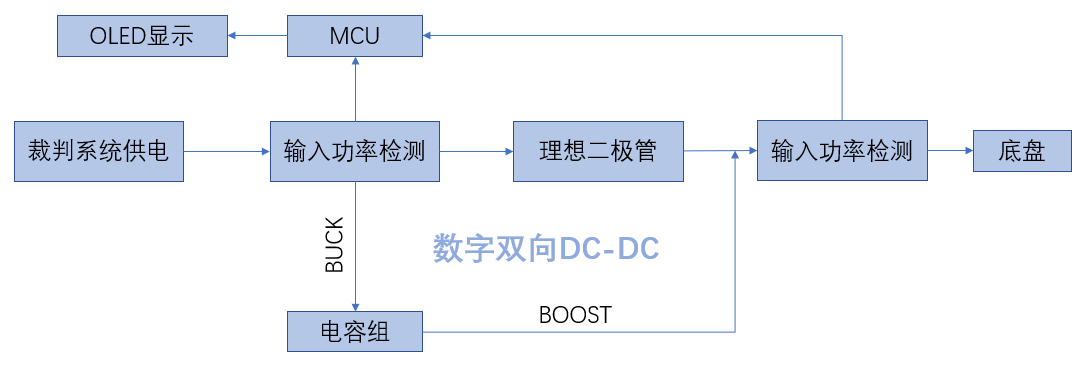 OLED显示
MCU
裁判系统供电
输入功率检测
理想二极管
输入功率检测
底盘
BUCK
数字双向DC-DC
BOOST
电容组